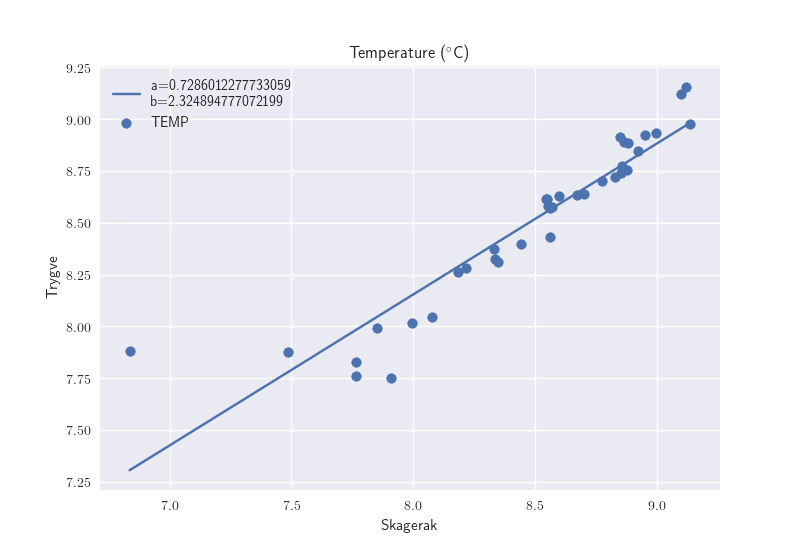 Temperature (°C)
a=0.7286012277733059
b=2.324894777072199
TEMP
9.25
9.00
8.75
8.50
8.25
8.00
7.75
7.50
7.25
Trygve
7.0 7.5 8.0 8.5 9.0
Skagerak